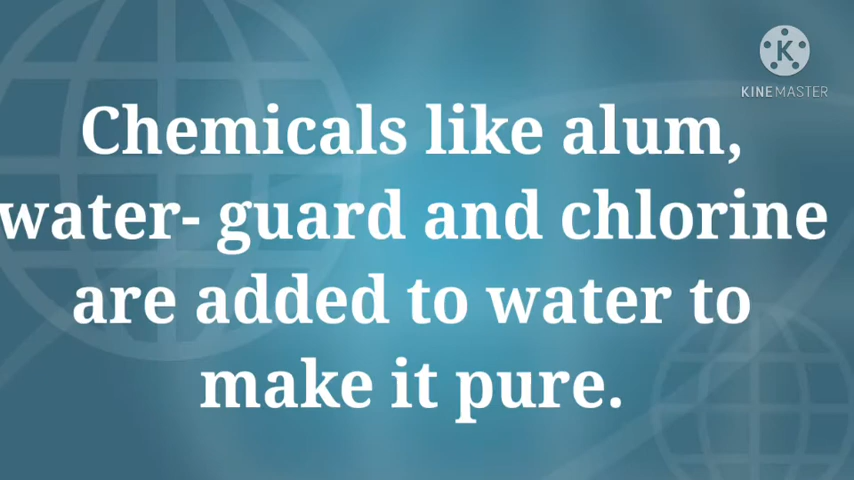 K
KINEMASTER
Chemicals like alum,
water- guard and chlorine
are added to water to
make it pure.